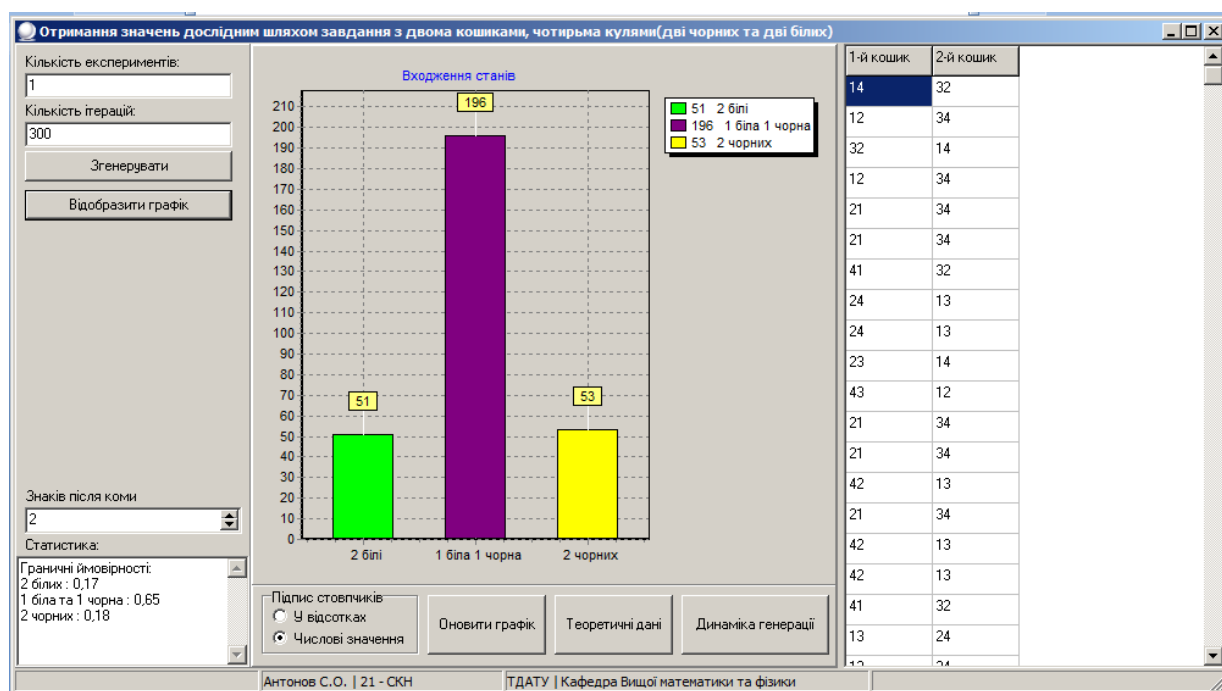 Отримання значень дослідним шляхом завдання з двома кошиками, чотирьма кулями(дві чорних та дві білих)
Кількість експериментів:
1
Кількість ітерацій:
300
Згенерувати
Відобразити графік
Знаків після коми
2
Статистика:
Граничні ймовірності:
2 білих : 0,17
1 біла та 1 чорна : 0,65
2 чорних : 0,18
Входження станів
210
200
190
180
170
160
150
140
130
120
110
100
90
80
70
60
50
40
30
20
10
0
51
196
53
2 білі
1 біла 1 чорна
2 чорних
51 2 білі
196 1 біла 1 чорна
53 2 чорних
Підпис стовпчиків
У відсотках
Числові значення
Оновити графік
Теоретичні дані
Динаміка генерації
1-й кошик 2-й кошик
14 32
12 34
32 14
12 34
21 34
21 34
41 32
24 13
24 13
23 14
43 12
21 34
21 34
42 13
21 34
42 13
42 13
41 32
13 24
Антонов С.О. | 21 - СКН
ТДАТУ | Кафедра Вищої математики та фізики